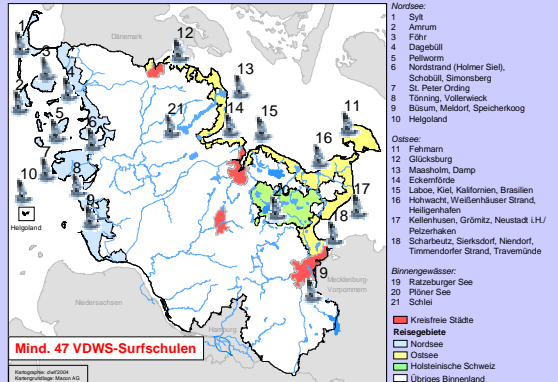 Nordsee:
1 Sylt
2 Amrum
3 Föhr
4 Dagebüll
5 Pellworm
6 Nordstrand (Holmer Siel),
Schobüll, Simonsberg
7 St. Peter Ording
8 Tönning, Vollerwieck
9 Büsum, Meldorf, Speicherkoog
10 Helgoland
Ostsee:
11 Fehmarn
12 Glücksburg
13 Maasholm, Damp
14 Eckernförde
15 Laboe, Kiel, Kalifornien, Brasilien
16 Hohwacht, Weißenhäuser Strand,
Heiligenhafen
17 Kellenhusen, Grömitz, Neustadt i.H./
Pelzerhaken
18 Scharbeutz, Sierksdorf, Niendorf,
Timmendorfer Strand, Travemünde
Binnengewässer:
19 Ratzeburger See
20 Plöner See
21 Schlei
Kreisfreie Städte
Reisegebiete
Nordsee
Ostsee
Holsteinische Schweiz
Übriges Binnenland
Dänemark
1
12
3
4
13
2
5
21
14
15
11
6
16
7
10
8
20
17
9
18
Helgoland
19
Mecklenburg-
Vorpommern
Niedersachsen
Hamburg
Mind. 47 VDWS-Surfschulen
Kartographie: dwif 2004
Kartengrundlage: Macon AG